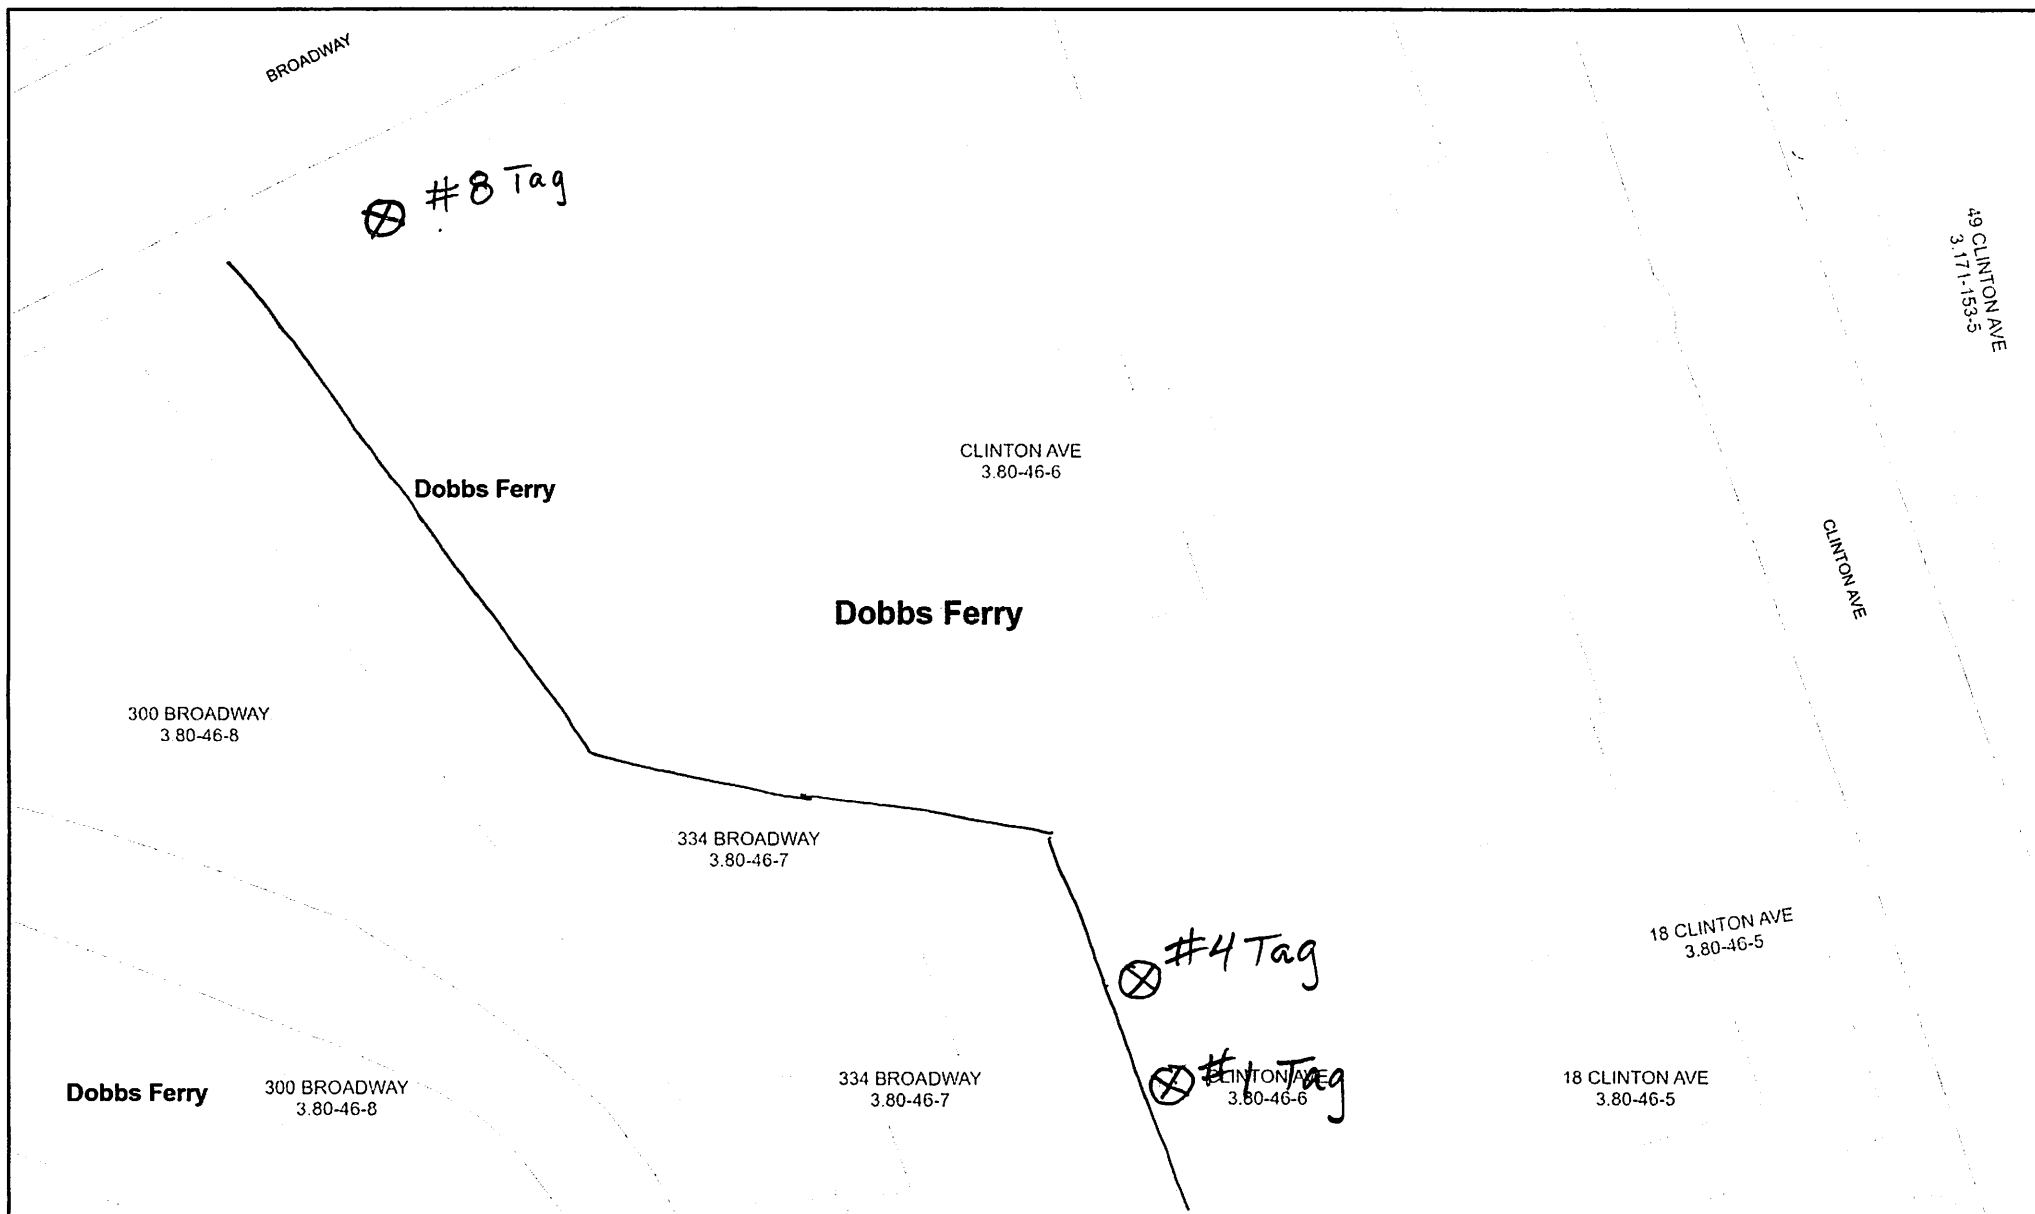 BROADWAY
#8 Tag
49 CLINTON AVE
3.171-153-5
CLINTON AVE
3.80-46-6
Dobbs Ferry
CLINTON AVE
Dobbs Ferry
300 BROADWAY
3.80-46-8
334 BROADWAY
3.80-46-7
18 CLINTON AVE
3.80-46-5
#4 Tag
#1 Tag
Dobbs Ferry
300 BROADWAY
3.80-46-8
334 BROADWAY
3.80-46-7
CLINTON AVE
3.80-46-6
18 CLINTON AVE
3.80-46-5